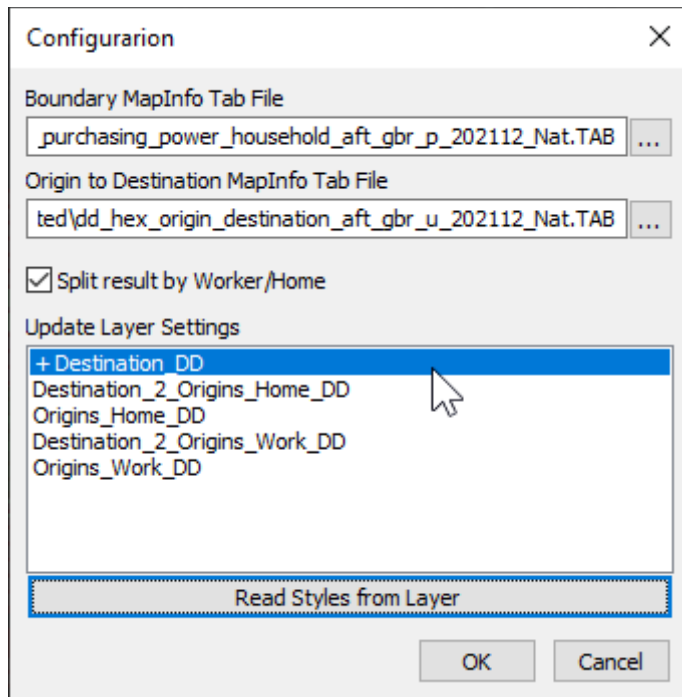 Configurarion
Boundary MapInfo Tab File
_purchasing_power_household_aft_gbr_p_202112_Nat.TAB ...
Origin to Destination MapInfo Tab File
ted\dd_hex_origin_destination_aft_gbr_u_202112_Nat.TAB ...
Split result by Worker/Home
Update Layer Settings
+ Destination_DD
Destination_2_Origins_Home_DD
Origins_Home_DD
Destination_2_Origins_Work_DD
Origins_Work_DD
Read Styles from Layer
OK Cancel